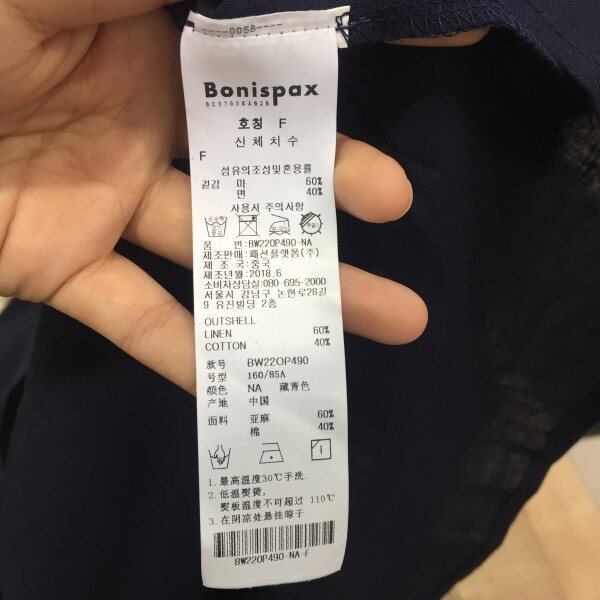 0058
Bonispax
호칭 F
신체치수
F
섬유의조성및혼용률
겉감 마 60%
면 40%
사용시 주의사항
품 번:BW22OP490-NA
제조판매:패션플랫폼(주)
제 조 국:중국
제조년월:2018.6
소비자상담실:080-695-2000
서울시 강남구 논현로28길
9 유진빌딩 2층
OUTSHELL
LINEN 60%
COTTON 40%
款号 BW22OP490
号型 160/85A
颜色 NA 藏青色
产地 中国
面料 亚麻 60%
棉 40%
1.最高温度30℃手洗.
2.低温熨烫,
熨板温度不可超过 110℃
3.在阴凉处悬挂晾干
BW22OP490-NA-F